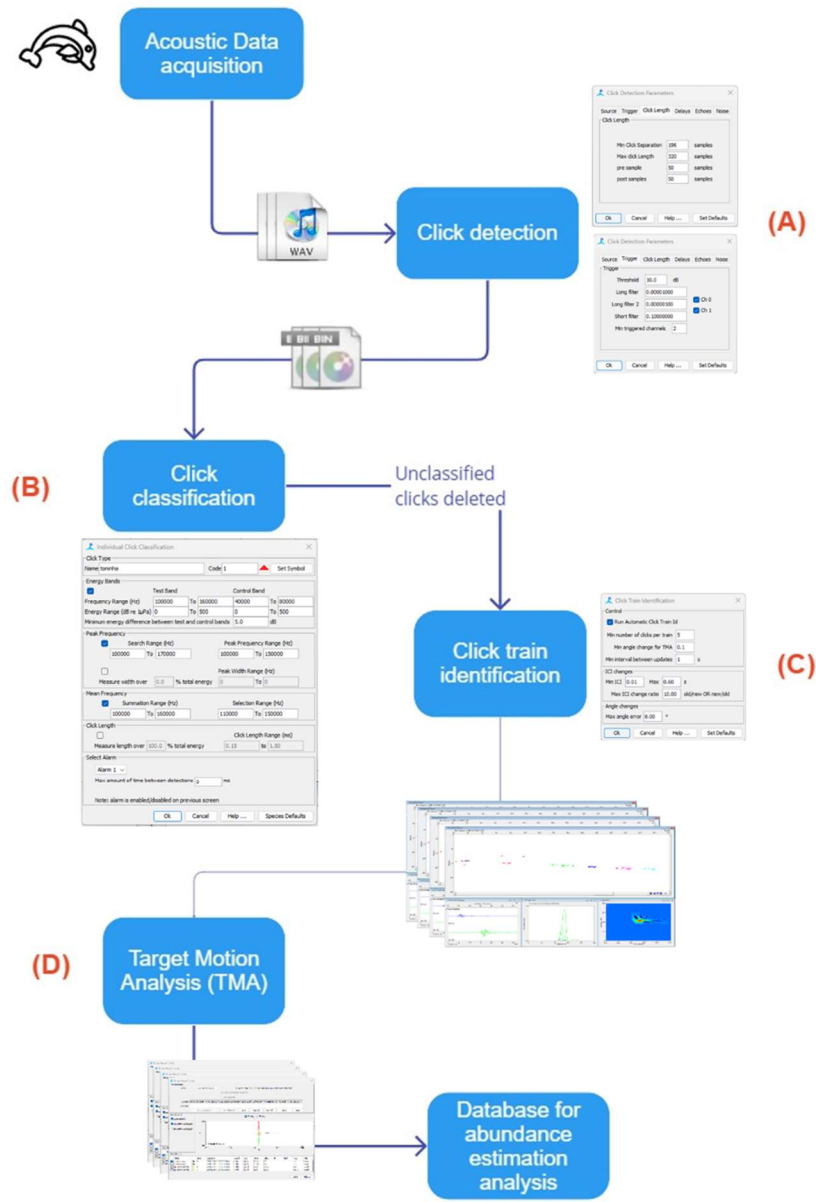 Acoustic Data
acquisition
WAV
Click detection
(A)
Click Detection Parameters
Source Trigger Click Length Delays Echoes Noise
Click Length
Min Click Separation 196 samples
Max click Length 320 samples
pre sample 50 samples
post samples 50 samples
Ok Cancel Help ... Set Defaults
Click Detection Parameters
Source Trigger Click Length Delays Echoes Noise
Trigger
Threshold 10.0 dB
Long filter 0.00001000
Long filter 2 0.00000100
Short filter 0.10000000
Ch 0
Ch 1
Min triggered channels 2
Ok Cancel Help ... Set Defaults
BIN
(B)
Click
classification
Unclassified
clicks deleted
Individual Click Classification
Click Type
Name toninha Code 1 Set Symbol
Energy Bands
Test Band Control Band
Frequency Range (Hz) 100000 To 160000 40000 To 80000
Energy Range (dB re 1µPa) 0 To 500 0 To 500
Minimum energy difference between test and control bands 5.0 dB
Peak Frequency
Search Range (Hz) Peak Frequency Range (Hz)
100000 To 170000 100000 To 150000
Peak Width Range (Hz)
Measure width over 0.0 % total energy 0 To 0
Mean Frequency
Summation Range (Hz) Selection Range (Hz)
100000 To 160000 110000 To 150000
Click Length
Click Length Range (ms)
Measure length over 100.0 % total energy 0.15 to 1.50
Select Alarm
Alarm 1
Max amount of time between detections 0 ms
Note: alarm is enabled/disabled on previous screen
Ok Cancel Help ... Species Defaults
Click train
identification
(C)
Click Train Identification
Control
Run Automatic Click Train Id
Min number of clicks per train 5
Min angle change for TMA 0.1
Min interval between updates 1 s
ICI changes
Min ICI 0.01 Max 0.60 s
Max ICI change ratio 10.00 old/new OR new/old
Angle changes
Max angle error 8.00 °
Ok Cancel Help ... Set Defaults
(D)
Target Motion
Analysis (TMA)
Database for
abundance
estimation
analysis